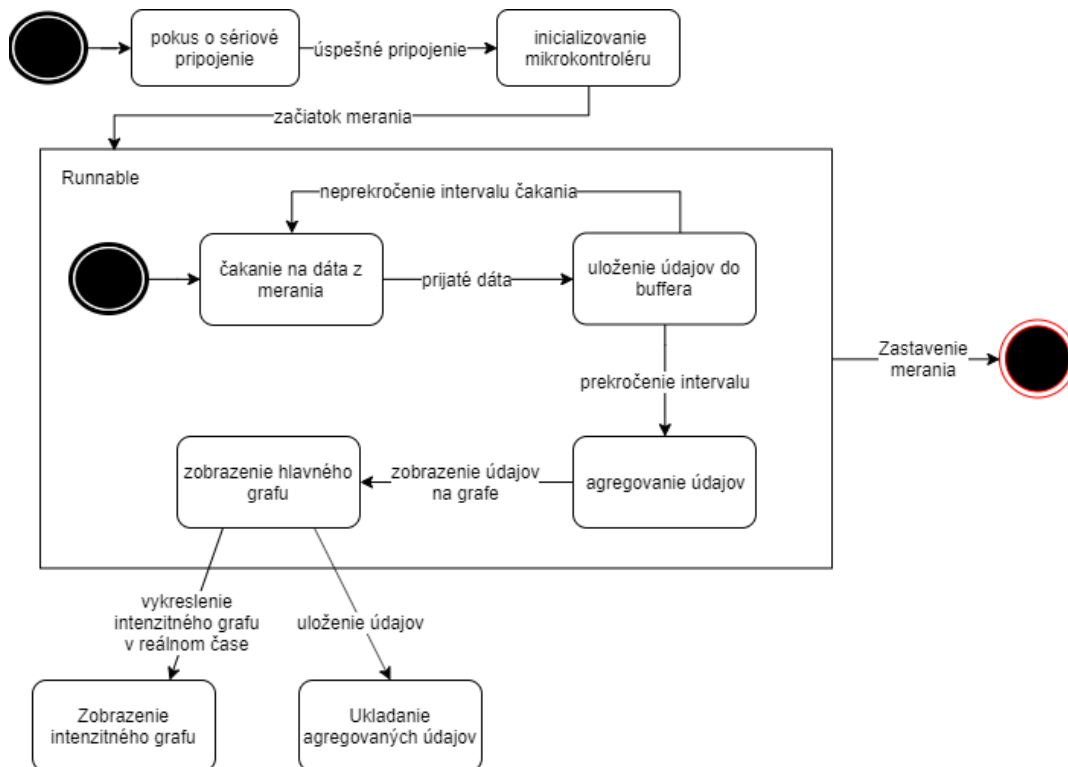 pokus o sériové
pripojenie
úspešné pripojenie
inicializovanie
mikrokontroléru
začiatok merania
Runnable
neprekročenie intervalu čakania
čakanie na dáta z
merania
prijaté dáta
uloženie údajov do
buffera
Zastavenie
merania
prekročenie intervalu
zobrazenie hlavného
grafu
zobrazenie údajov
na grafe
agregovanie údajov
vykreslenie
intenzitného grafu
v reálnom čase
uloženie údajov
Zobrazenie
intenzitného grafu
Ukladanie
agregovaných údajov